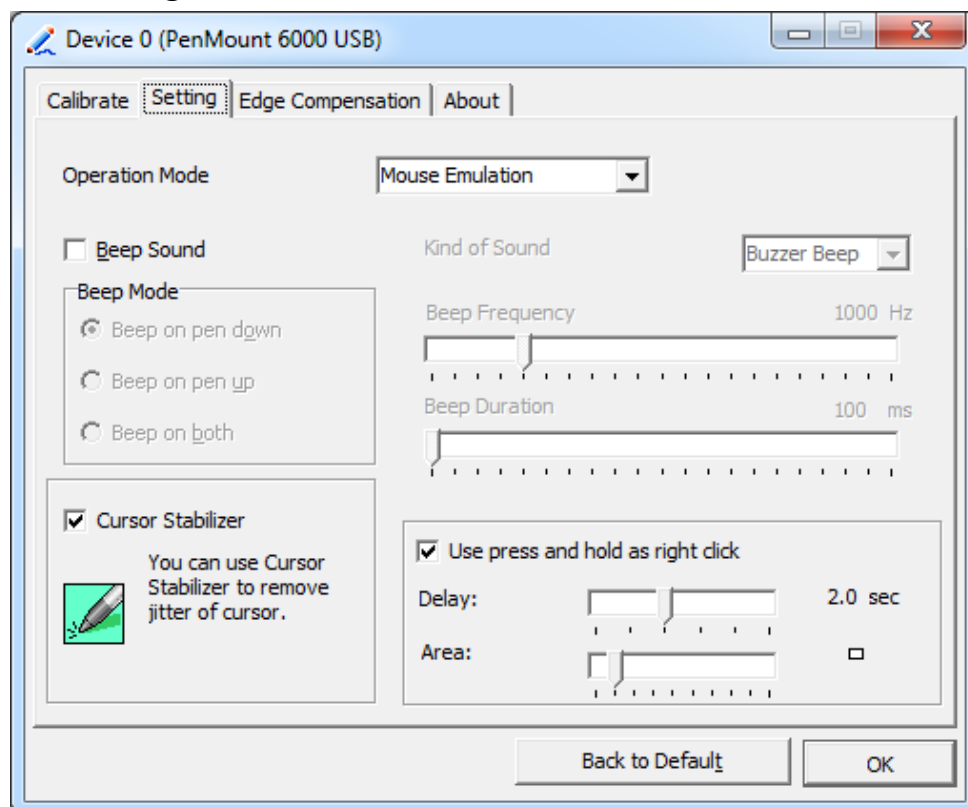 Device 0 (PenMount 6000 USB)
Calibrate Setting Edge Compensation About
Operation Mode Mouse Emulation
Beep Sound Kind of Sound Buzzer Beep
Beep Mode
Beep Frequency 1000 Hz
Beep on pen down
Beep on pen up
Beep Duration 100 ms
Beep on both
Cursor Stabilizer
You can use Cursor
Stabilizer to remove
jitter of cursor.
Use press and hold as right click
Delay: 2.0 sec
Area:
Back to Default OK